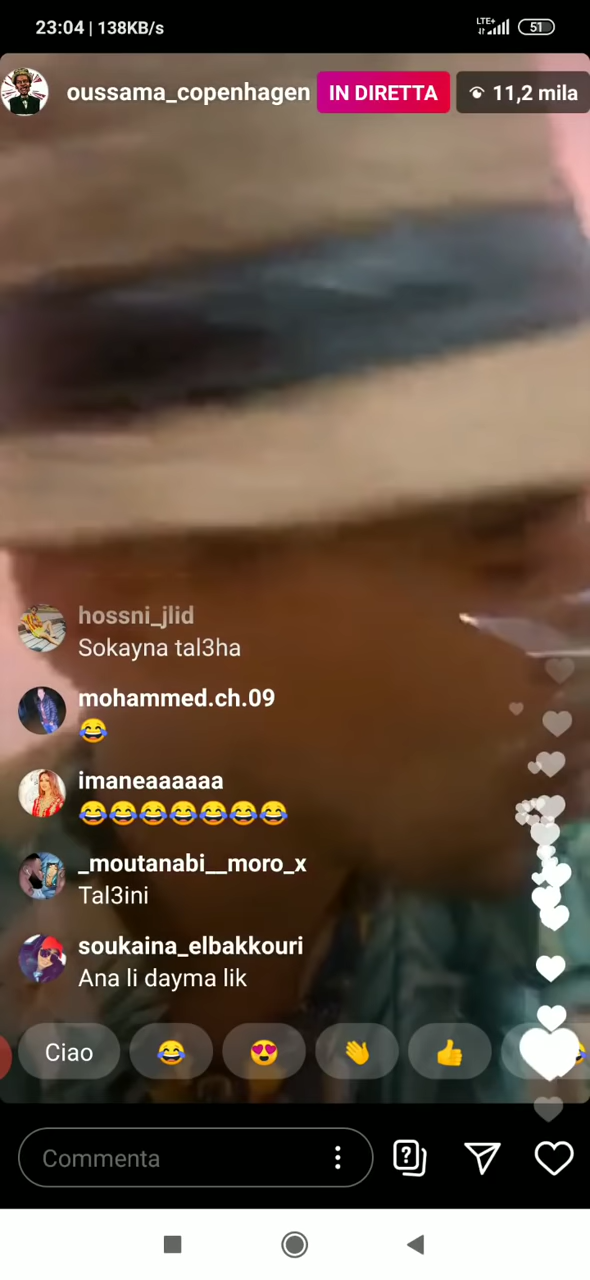 23:04 | 138KB/s
LTE+
51
oussama_copenhagen
IN DIRETTA
11,2 mila
hossni_jlid
Sokayna tal3ha
mohammed.ch.09
😂
imaneaaaaaa
😂😂😂😂😂😂😂
_moutanabi__moro_x
Tal3ini
soukaina_elbakkouri
Ana li dayma lik
Ciao 😂 😍 👋 👍
Commenta